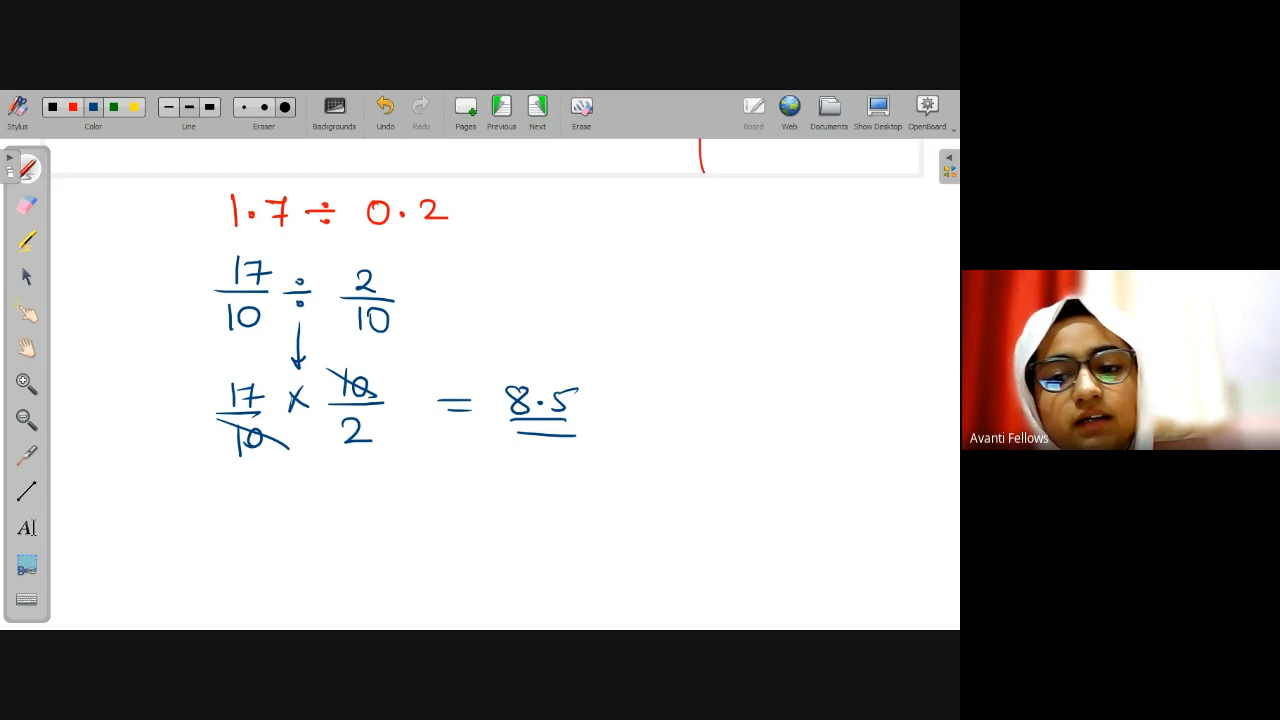 Stylus
Color
Line
Eraser
Backgrounds
Undo
Redo
Pages
Previous
Next
Erase
Board
Web
Documents
Show Desktop
OpenBoard
1.7 ÷ 0.2
17/10 ÷ 2/10
17/10 × 10/2 = 8.5
Avanti Fellows